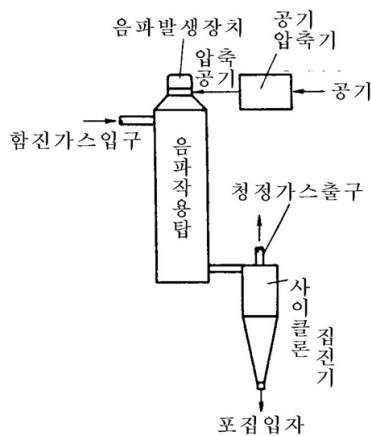 음파발생장치
공기
압축기
압축
공기
공기
함진가스입구
음파작용탑
청정가스출구
사이클론
집진기
포집입자